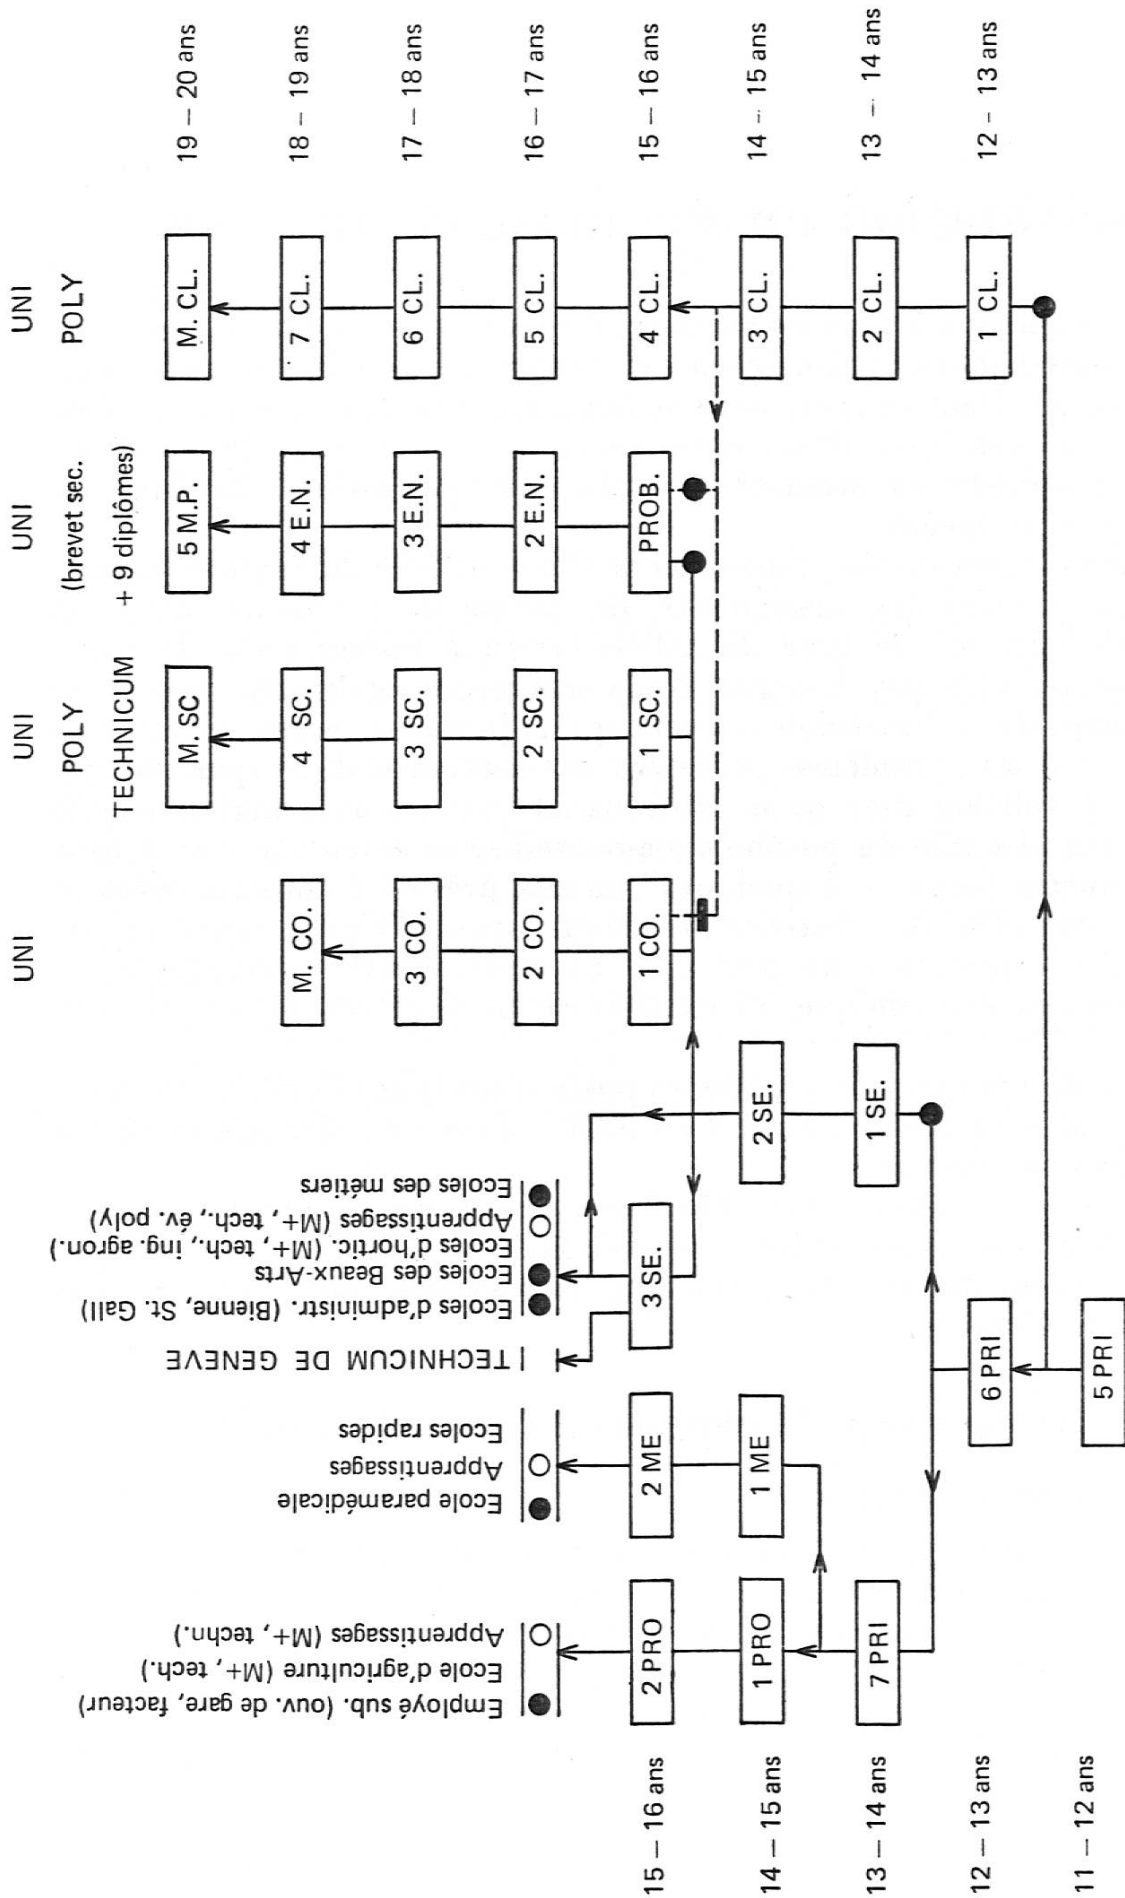 UNI
UNI
UNI
UNI
POLY
POLY
TECHNICUM
(brevet sec.
+ 9 diplômes)
M. SC
5 M.P.
M. CL.
19 – 20 ans
M. CO.
4 SC.
4 E.N.
7 CL.
18 – 19 ans
3 CO.
3 SC.
3 E.N.
6 CL.
17 – 18 ans
2 CO.
2 SC.
2 E.N.
5 CL.
16 – 17 ans
1 CO.
1 SC.
PROB.
4 CL.
15 – 16 ans
3 CL.
14 – 15 ans
2 CL.
13 – 14 ans
1 CL.
12 – 13 ans
Employé sub. (ouv. de gare, facteur)
Ecole d'agriculture (M+, tech.)
Apprentissages (M+, techn.)
Ecole paramédicale
Apprentissages
Ecoles rapides
TECHNICUM DE GENEVE
Ecoles d'administr. (Bienne, St. Gall)
Ecoles des Beaux-Arts
Ecoles d'hortic. (M+, tech., ing. agron.)
Apprentissages (M+, tech., év. poly)
Ecoles des métiers
15 – 16 ans
2 PRO
2 ME
3 SE.
14 – 15 ans
1 PRO
1 ME
2 SE.
13 – 14 ans
7 PRI
1 SE.
12 – 13 ans
6 PRI
11 – 12 ans
5 PRI